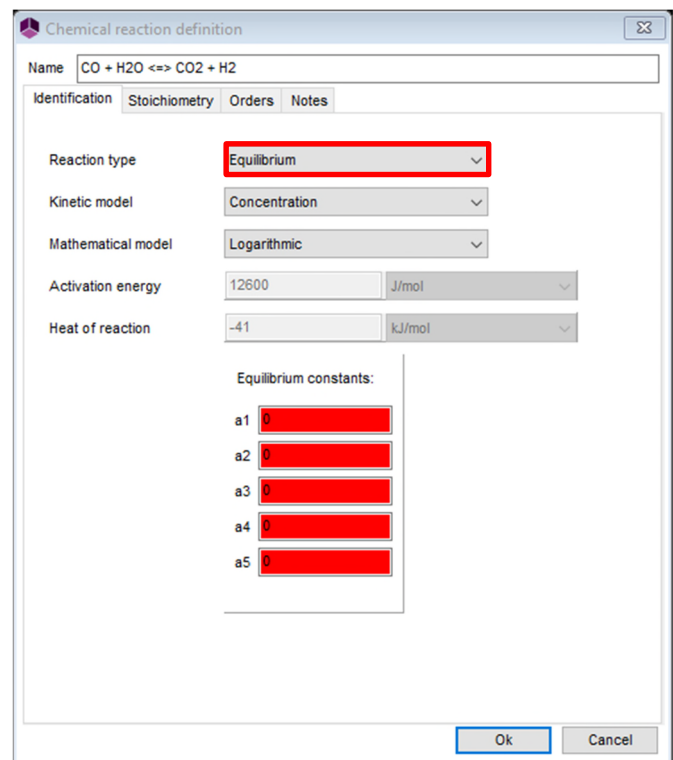 Chemical reaction definition
Name CO + H2O <=> CO2 + H2
Identification Stoichiometry Orders Notes
Reaction type Equilibrium
Kinetic model Concentration
Mathematical model Logarithmic
Activation energy 12600 J/mol
Heat of reaction -41 kJ/mol
Equilibrium constants:
a1 0
a2 0
a3 0
a4 0
a5 0
Ok Cancel